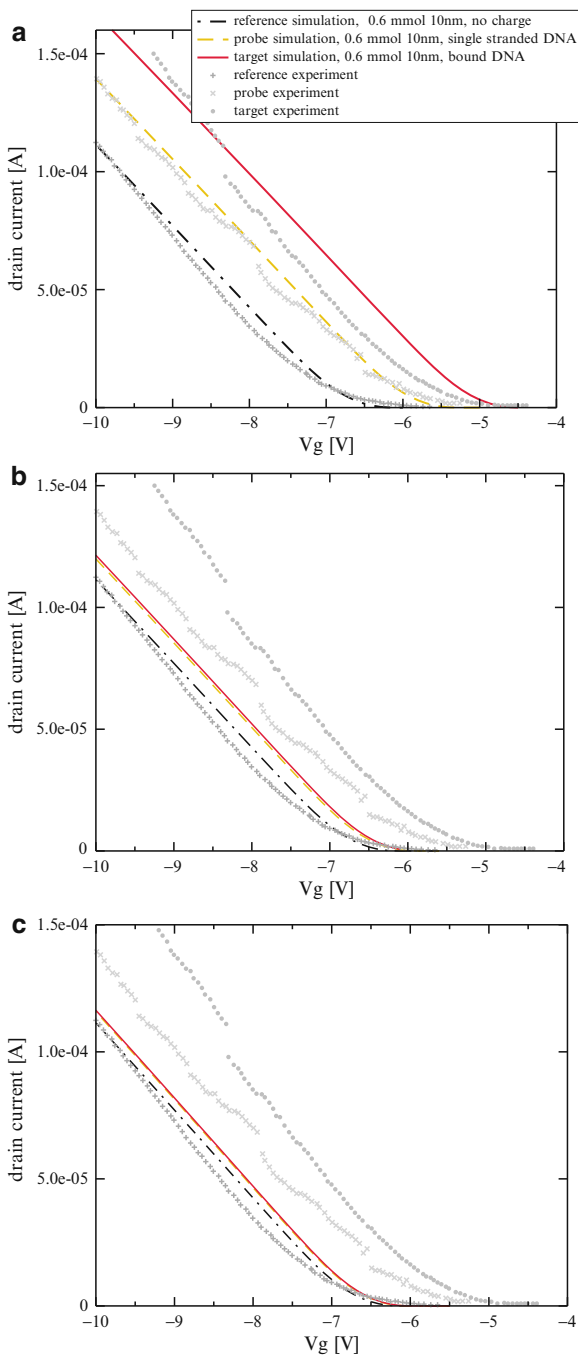 a
reference simulation, 0.6 mmol 10nm, no charge
probe simulation, 0.6 mmol 10nm, single stranded DNA
target simulation, 0.6 mmol 10nm, bound DNA
reference experiment
probe experiment
target experiment
1.5e-04
1.0e-04
5.0e-05
0
drain current [A]
−10 −9 −8 −7 −6 −5 −4
Vg [V]
b
1.5e-04
1.0e-04
5.0e-05
0
drain current [A]
−10 −9 −8 −7 −6 −5 −4
Vg [V]
c
1.5e-04
1.0e-04
5.0e-05
0
drain current [A]
−10 −9 −8 −7 −6 −5 −4
Vg [V]